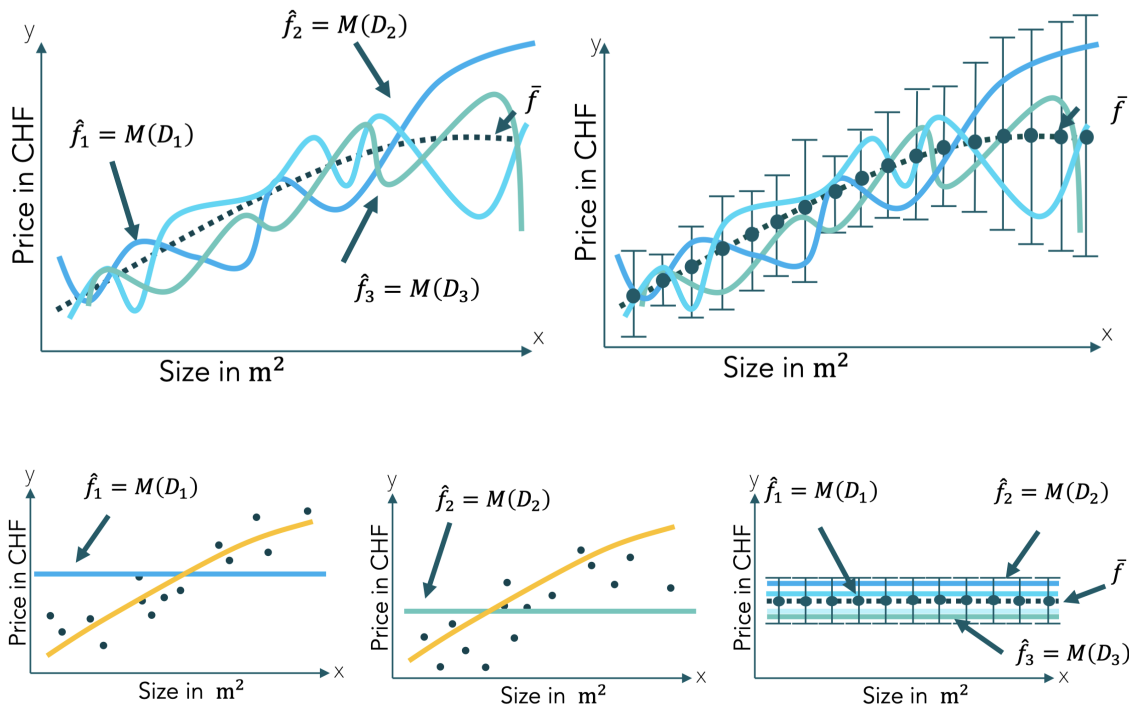 y
f̂₂ = M(D₂)
f̄
f̂₁ = M(D₁)
Price in CHF
f̂₃ = M(D₃)
x
Size in m²
y
f̄
Price in CHF
x
Size in m²
y
f̂₁ = M(D₁)
Price in CHF
x
Size in m²
y
f̂₂ = M(D₂)
Price in CHF
x
Size in m²
y
f̂₁ = M(D₁)
f̂₂ = M(D₂)
f̄
Price in CHF
f̂₃ = M(D₃)
x
Size in m²